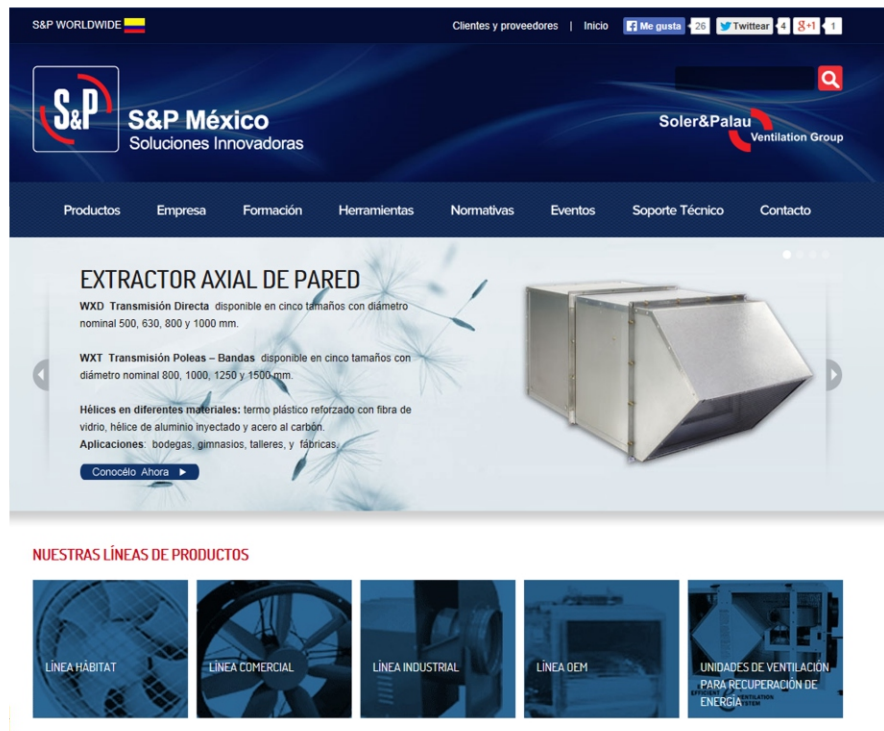 S&P WORLDWIDE
Clientes y proveedores | Inicio
Me gusta 26 Twittear 4 g+1 1
S&P
S&P México
Soluciones Innovadoras
Soler&Palau
Ventilation Group
Productos Empresa Formación Herramientas Normativas Eventos Soporte Técnico Contacto
EXTRACTOR AXIAL DE PARED
WXD Transmisión Directa disponible en cinco tamaños con diámetro
nominal 500, 630, 800 y 1000 mm.
WXT Transmisión Poleas – Bandas disponible en cinco tamaños con
diámetro nominal 800, 1000, 1250 y 1500 mm.
Hélices en diferentes materiales: termo plástico reforzado con fibra de
vidrio, hélice de aluminio inyectado y acero al carbón.
Aplicaciones: bodegas, gimnasios, talleres, y fábricas.
Conocélo Ahora
NUESTRAS LÍNEAS DE PRODUCTOS
LÍNEA HÁBITAT
LÍNEA COMERCIAL
LÍNEA INDUSTRIAL
LÍNEA OEM
UNIDADES DE VENTILACIÓN
PARA RECUPERACIÓN DE
ENERGÍA
EFFICIENT VENTILATION
SYSTEM